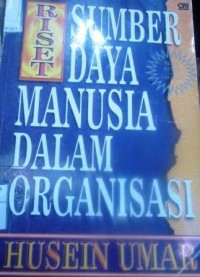 RISET
SUMBER
DAYA
MANUSIA
DALAM
ORGANISASI
HUSEIN UMAR